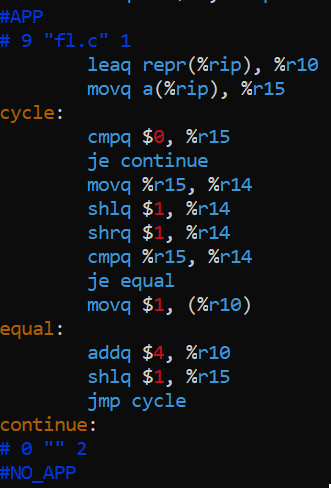 #APP
# 9 "fl.c" 1
leaq repr(%rip), %r10
movq a(%rip), %r15
cycle:
cmpq $0, %r15
je continue
movq %r15, %r14
shlq $1, %r14
shrq $1, %r14
cmpq %r15, %r14
je equal
movq $1, (%r10)
equal:
addq $4, %r10
shlq $1, %r15
jmp cycle
continue:
# 0 "" 2
#NO_APP